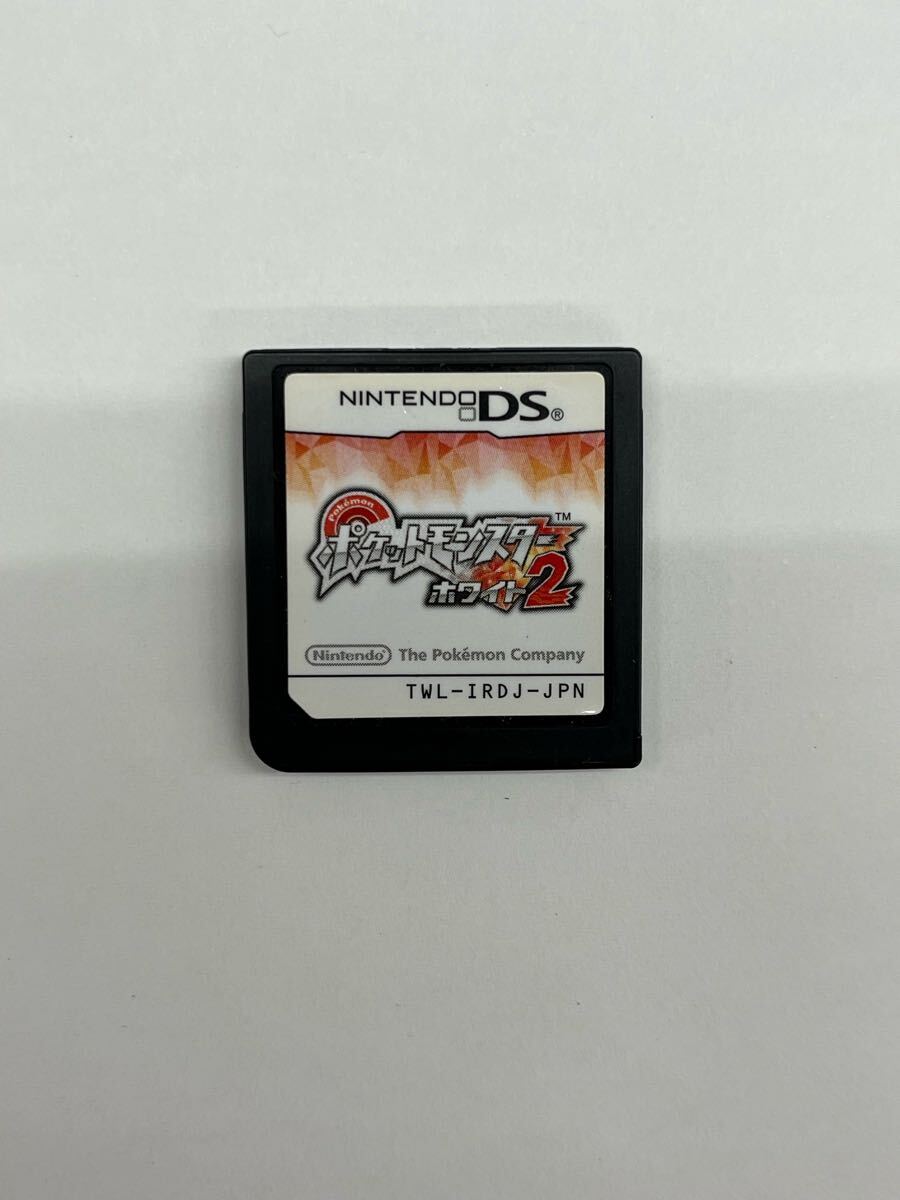 NINTENDO DS®
Pokémon
ポケットモンスター™
ホワイト2
Nintendo® The Pokémon Company
TWL-IRDJ-JPN